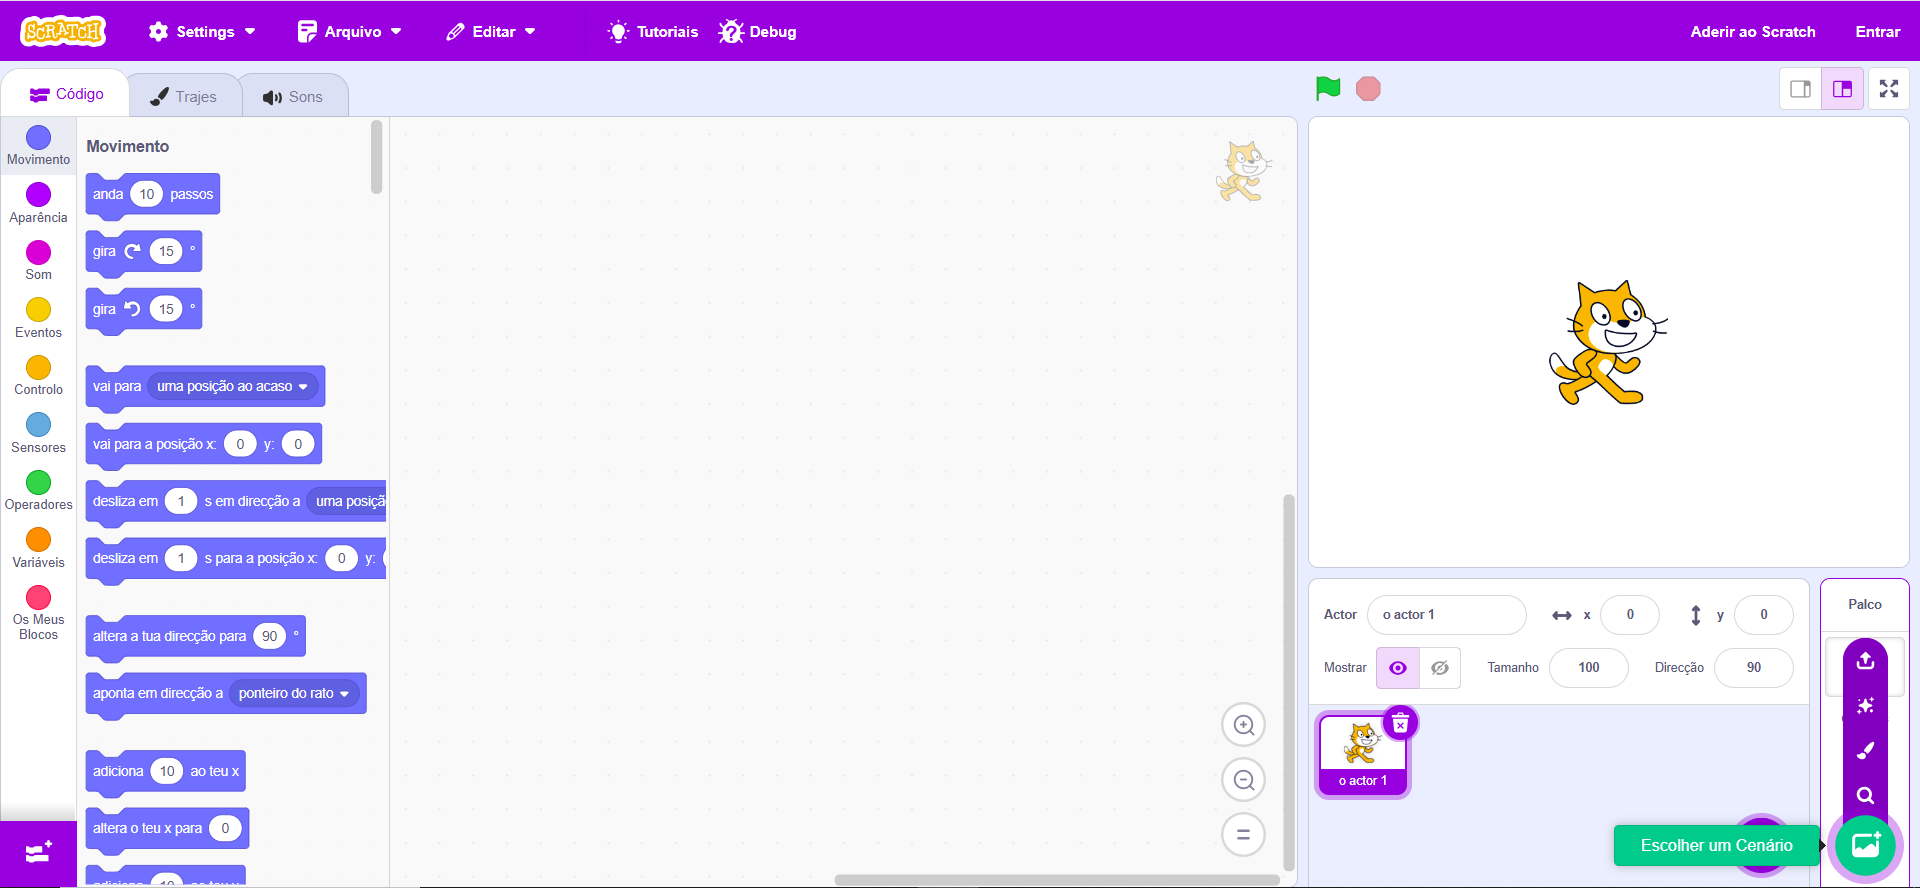 SCRATCH Settings Arquivo Editar Tutoriais Debug Aderir ao Scratch Entrar
Código Trajes Sons
Movimento
Aparência
Som
Eventos
Controlo
Sensores
Operadores
Variáveis
Os Meus
Blocos
Movimento
anda 10 passos
gira 15 °
gira 15 °
vai para uma posição ao acaso
vai para a posição x: 0 y: 0
desliza em 1 s em direcção a uma posiçã
desliza em 1 s para a posição x: 0 y:
altera a tua direcção para 90 °
aponta em direcção a ponteiro do rato
adiciona 10 ao teu x
altera o teu x para 0
adiciona 10 ao teu y
Actor o actor 1 x 0 y 0
Mostrar Tamanho 100 Direcção 90
o actor 1
Palco
Escolher um Cenário